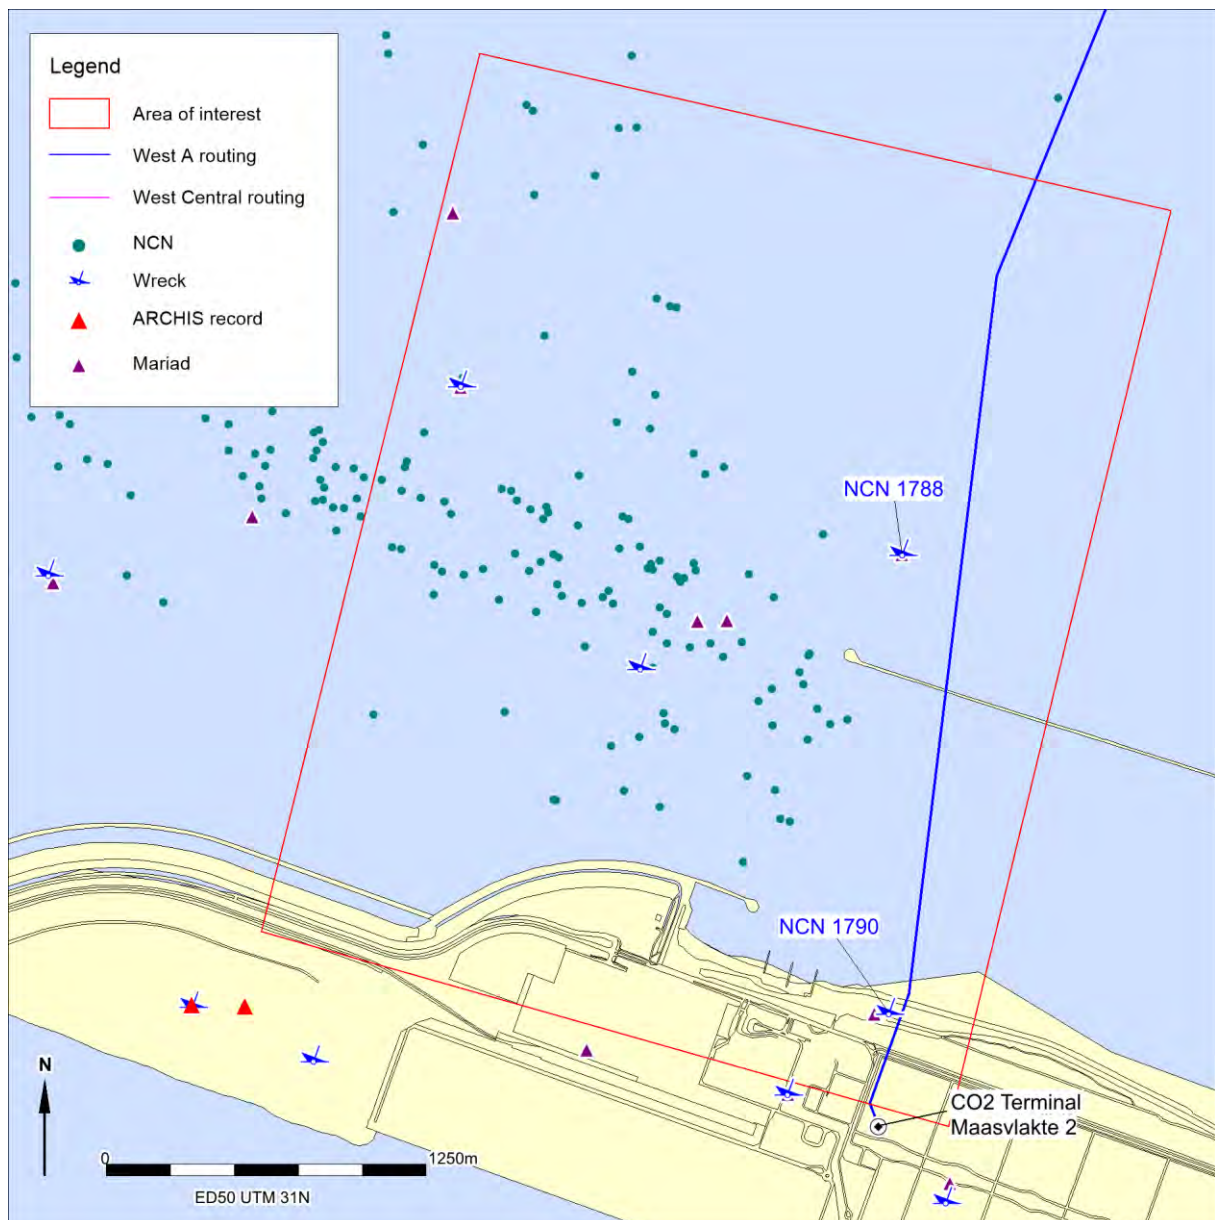 Legend
Area of interest
West A routing
West Central routing
NCN
Wreck
ARCHIS record
Mariad
NCN 1788
NCN 1790
CO2 Terminal
Maasvlakte 2
N
0 1250m
ED50 UTM 31N